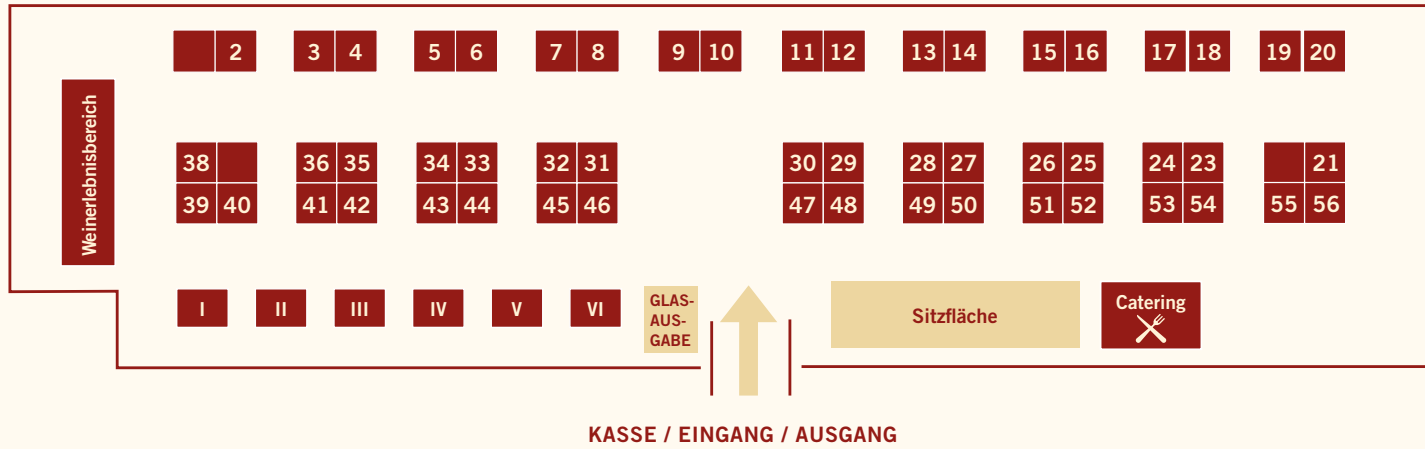 2 3 4 5 6 7 8 9 10 11 12 13 14 15 16 17 18 19 20
Weinerlebnisbereich
38 36 35 34 33 32 31 30 29 28 27 26 25 24 23 21
39 40 41 42 43 44 45 46 47 48 49 50 51 52 53 54 55 56
I II III IV V VI
GLAS-
AUS-
GABE
Sitzfläche
Catering
KASSE / EINGANG / AUSGANG